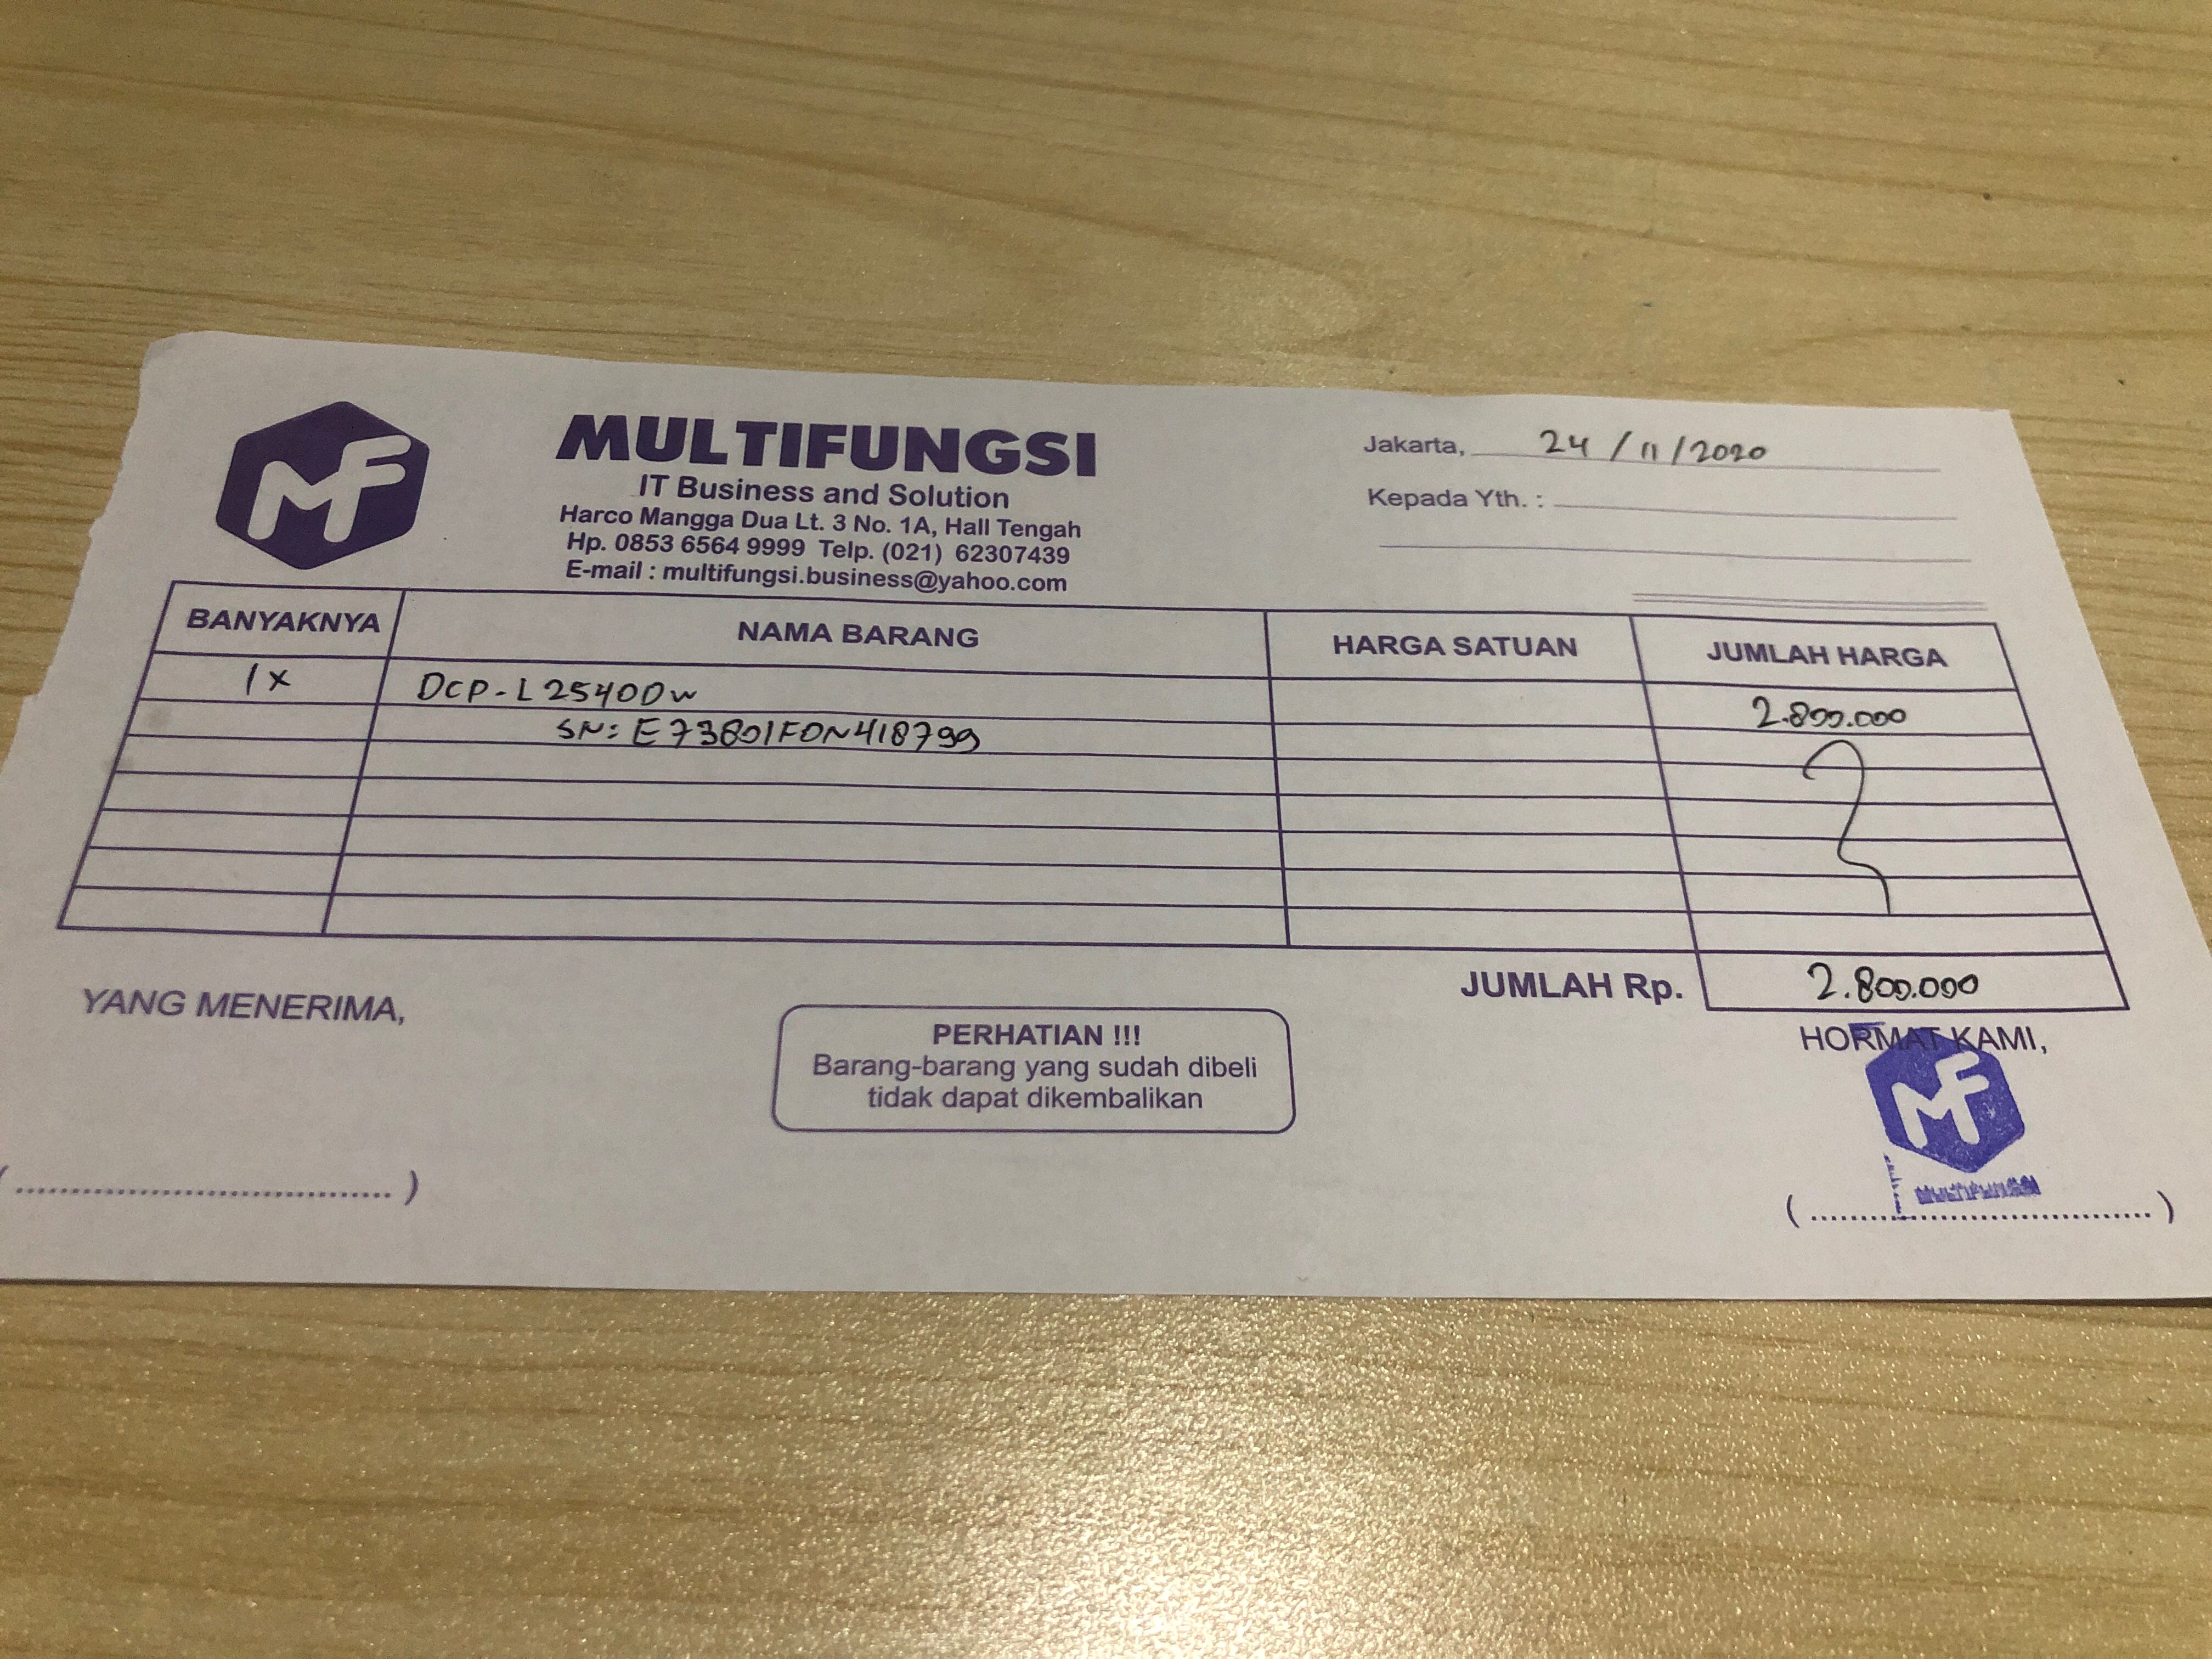 MF
MULTIFUNGSI
IT Business and Solution
Harco Mangga Dua Lt. 3 No. 1A, Hall Tengah
Hp. 0853 6564 9999 Telp. (021) 62307439
E-mail : multifungsi.business@yahoo.com
Jakarta, 24/11/2020
Kepada Yth. :
BANYAKNYA NAMA BARANG HARGA SATUAN JUMLAH HARGA
1x DCP-L2540DW 2.800.000
SN: E73801F0N418799
JUMLAH Rp. 2.800.000
YANG MENERIMA,
PERHATIAN !!!
Barang-barang yang sudah dibeli
tidak dapat dikembalikan
HORMAT KAMI,
MF
MULTIFUNGSI
(.................................)
(.................................)